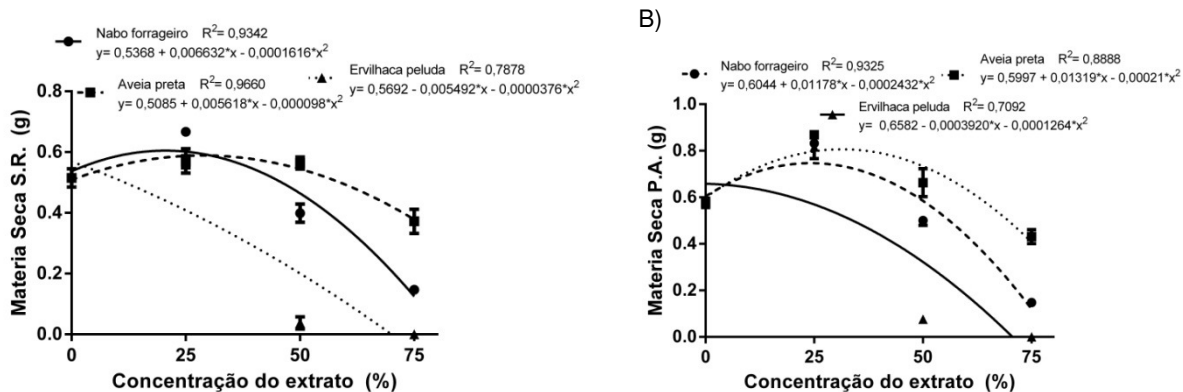 Nabo forrageiro R²= 0,9342
y= 0,5368 + 0,006632*x - 0,0001616*x²
Aveia preta R²= 0,9660
y= 0,5085 + 0,005618*x - 0,000098*x²
Ervilhaca peluda R²= 0,7878
y= 0,5692 - 0,005492*x - 0,0000376*x²
Materia Seca S.R. (g)
0.8
0.6
0.4
0.2
0.0
0 25 50 75
Concentração do extrato (%)
B)
Nabo forrageiro R²= 0,9325
y= 0,6044 + 0,01178*x - 0,0002432*x²
Aveia preta R²= 0,8888
y= 0,5997 + 0,01319*x - 0,00021*x²
Ervilhaca peluda R²= 0,7092
y= 0,6582 - 0,0003920*x - 0,0001264*x²
Materia Seca P.A. (g)
1.0
0.8
0.6
0.4
0.2
0.0
0 25 50 75
Concentração do extrato (%)